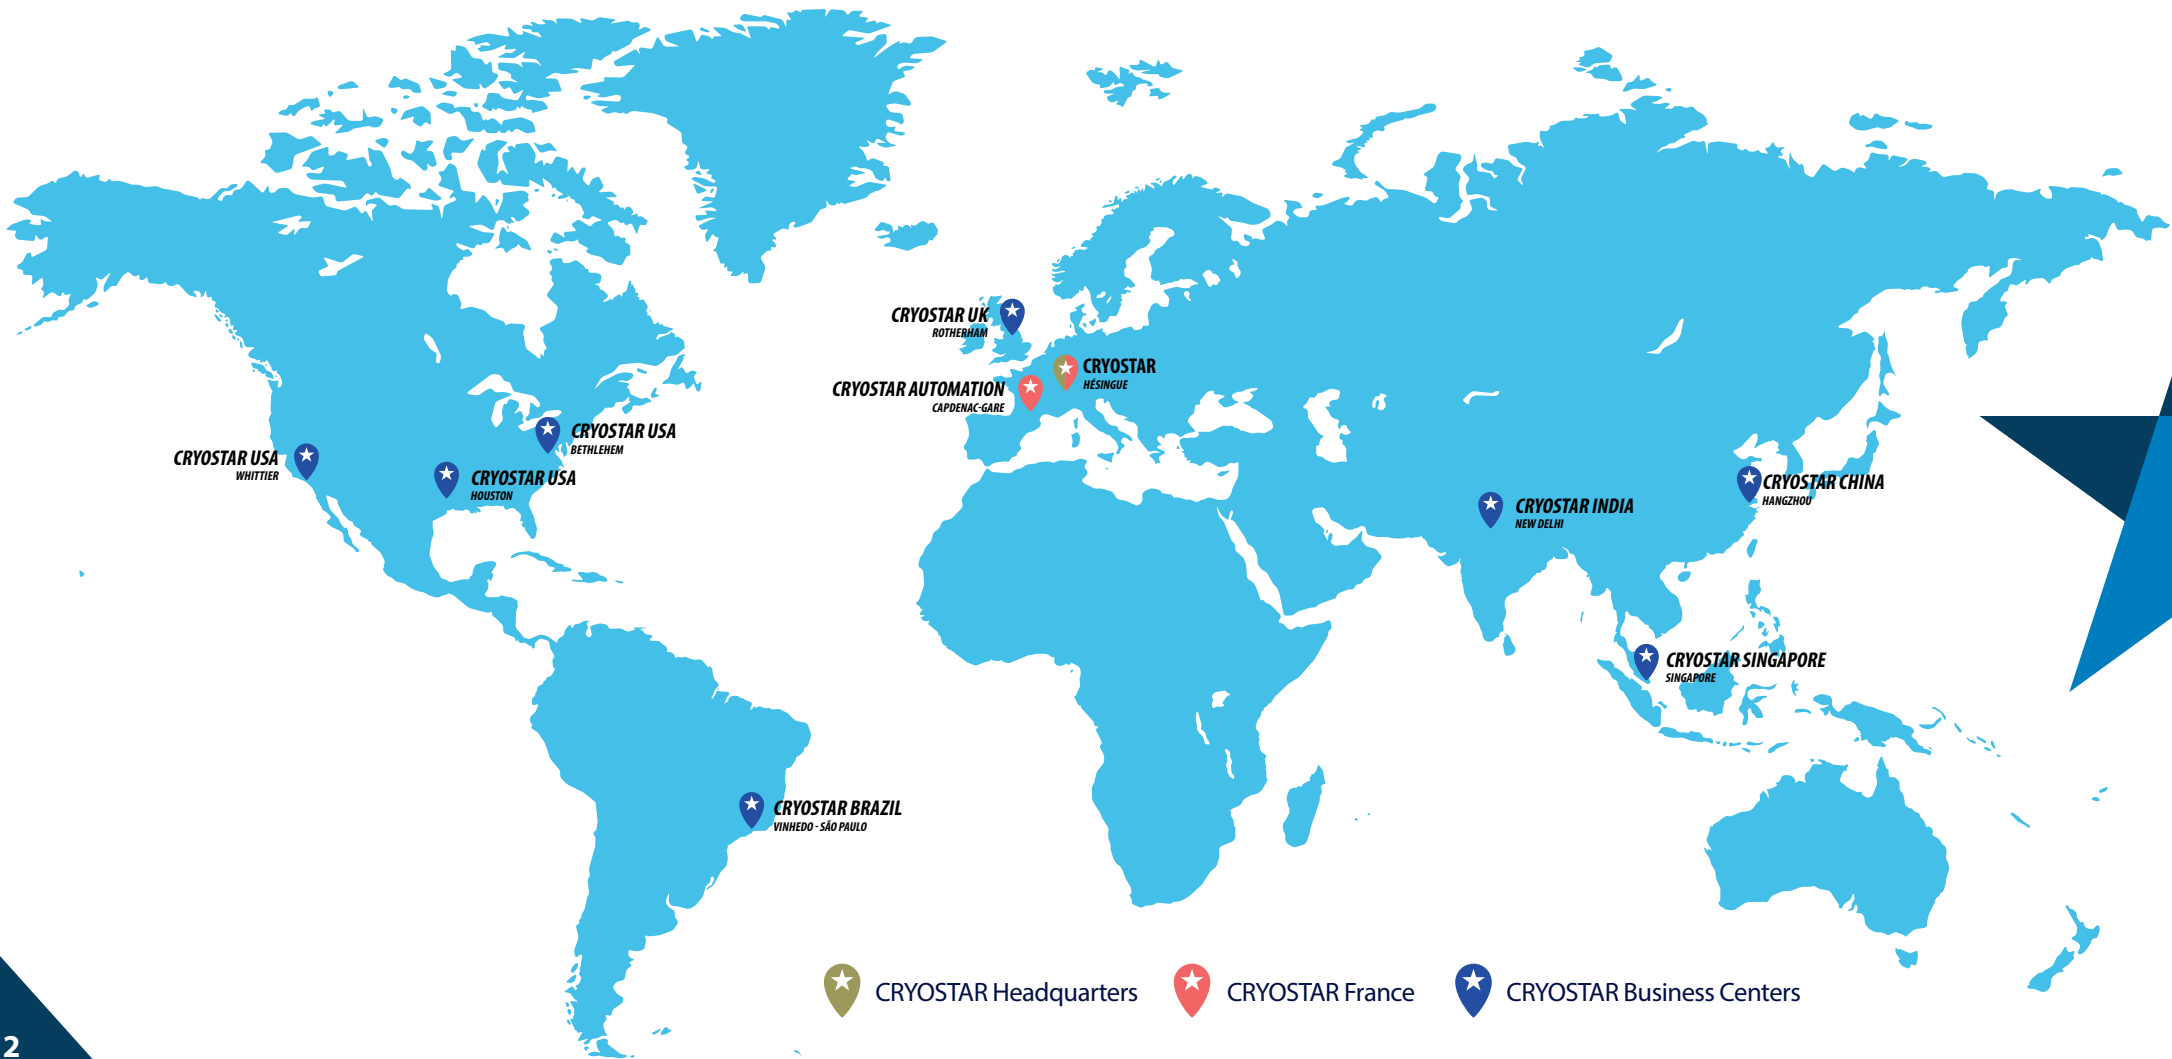 CRYOSTAR UK
ROTHERHAM
CRYOSTAR
HÉSINGUE
CRYOSTAR AUTOMATION
CAPDENAC-GARE
CRYOSTAR USA
BETHLEHEM
CRYOSTAR USA
WHITTIER
CRYOSTAR USA
HOUSTON
CRYOSTAR CHINA
HANGZHOU
CRYOSTAR INDIA
NEW DELHI
CRYOSTAR SINGAPORE
SINGAPORE
CRYOSTAR BRAZIL
VINHEDO - SÃO PAULO
CRYOSTAR Headquarters
CRYOSTAR France
CRYOSTAR Business Centers
2